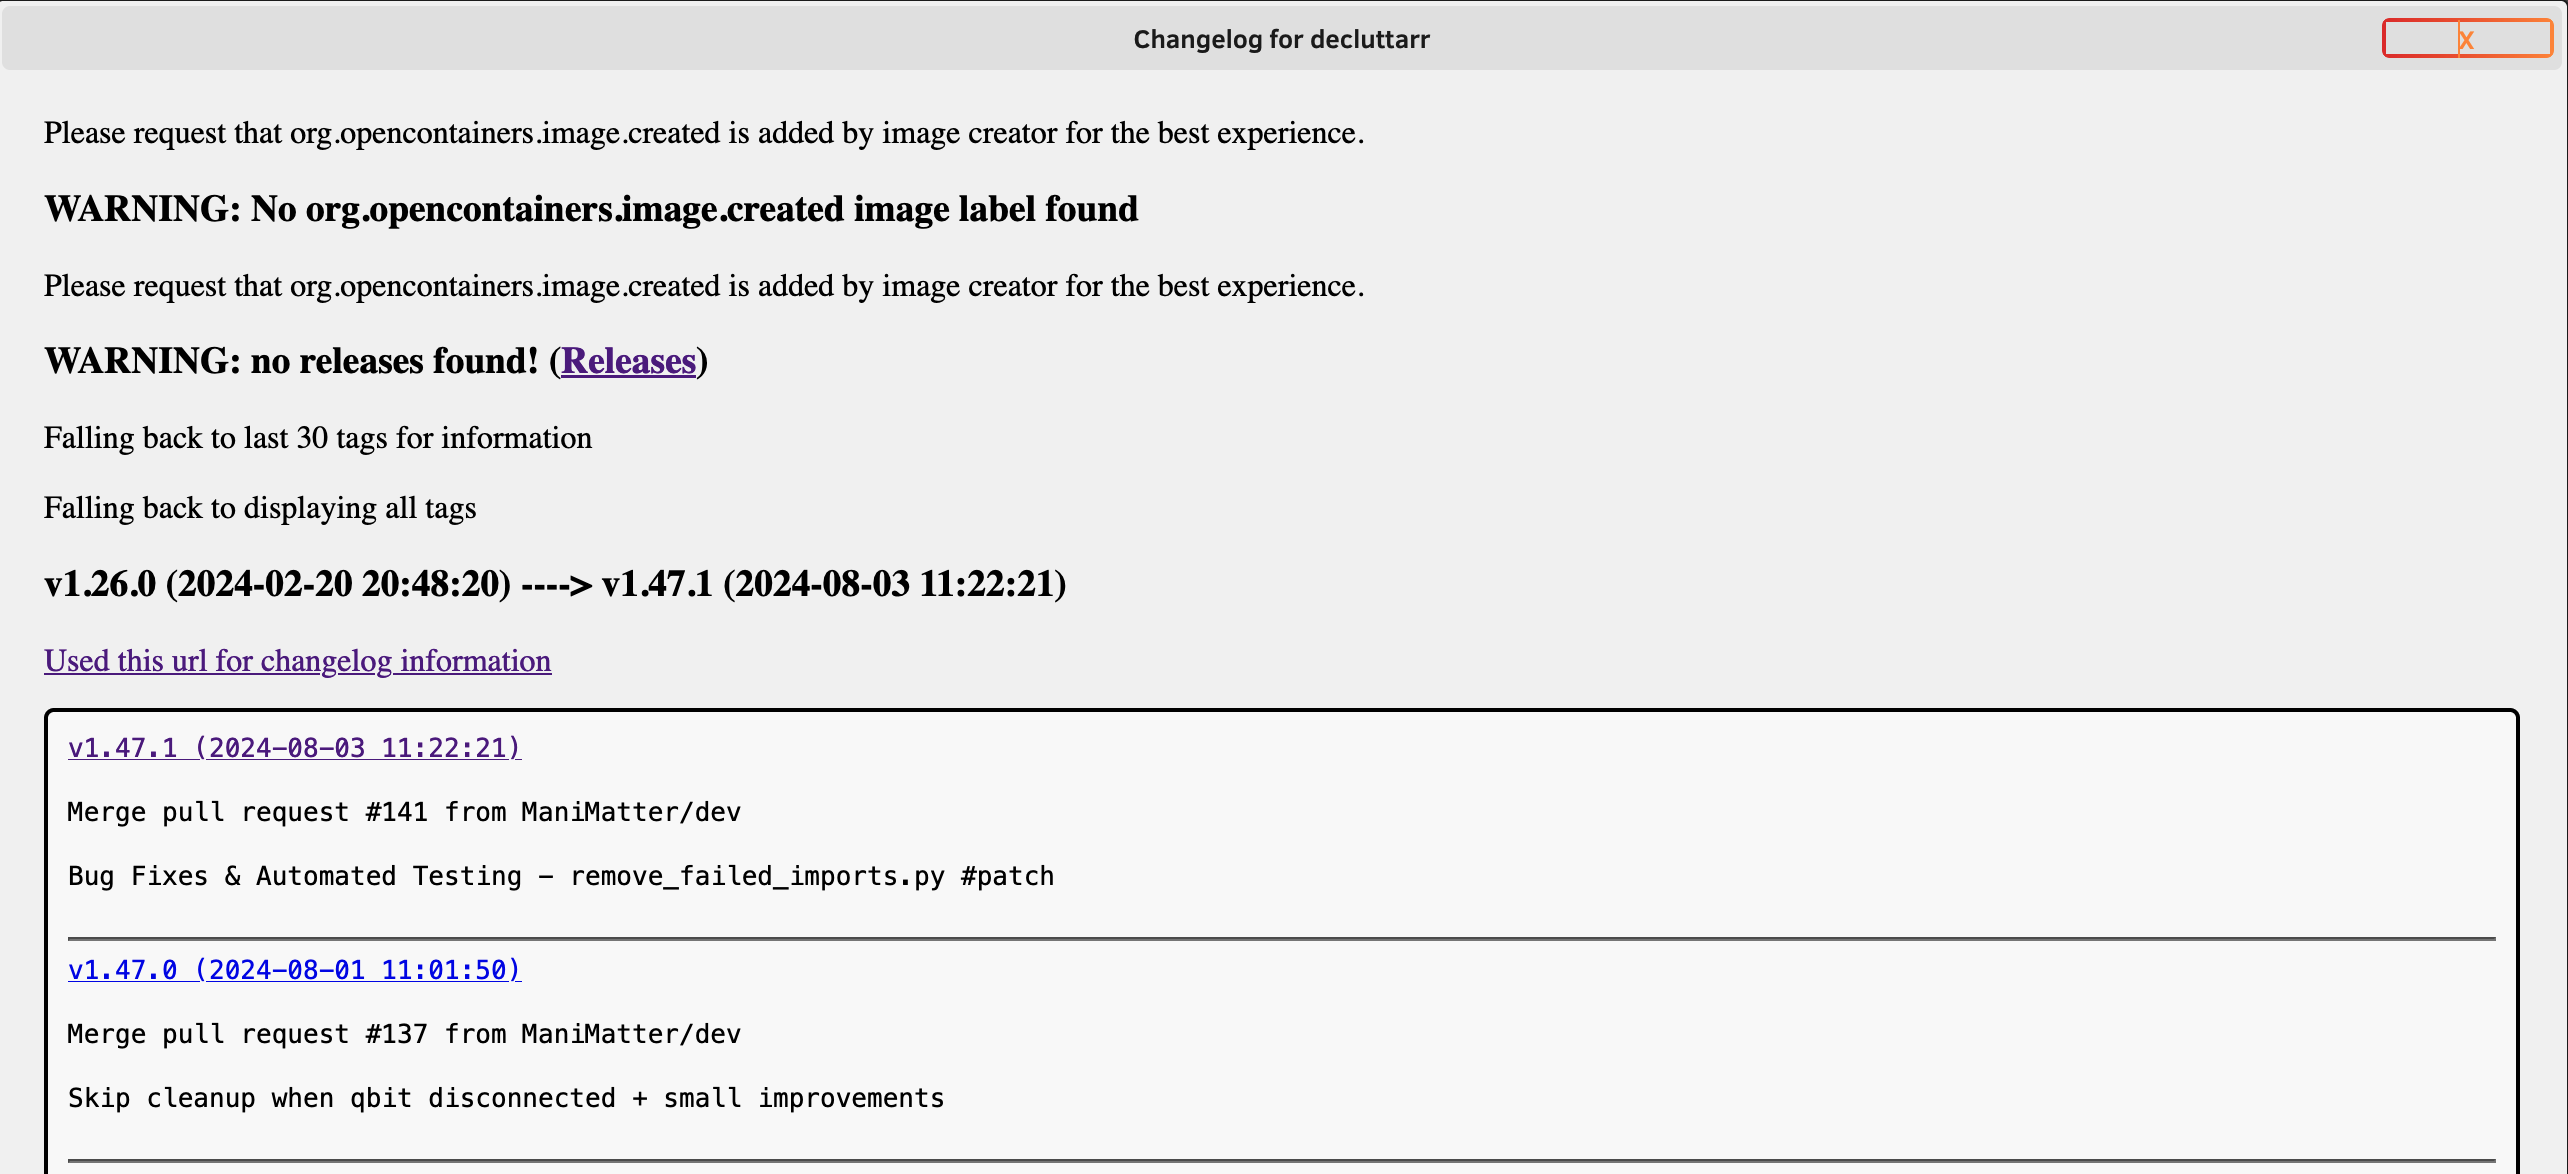 Changelog for decluttarr
X
Please request that org.opencontainers.image.created is added by image creator for the best experience.
WARNING: No org.opencontainers.image.created image label found
Please request that org.opencontainers.image.created is added by image creator for the best experience.
WARNING: no releases found! (Releases)
Falling back to last 30 tags for information
Falling back to displaying all tags
v1.26.0 (2024-02-20 20:48:20) ----> v1.47.1 (2024-08-03 11:22:21)
Used this url for changelog information
v1.47.1 (2024-08-03 11:22:21)
Merge pull request #141 from ManiMatter/dev
Bug Fixes & Automated Testing - remove_failed_imports.py #patch
v1.47.0 (2024-08-01 11:01:50)
Merge pull request #137 from ManiMatter/dev
Skip cleanup when qbit disconnected + small improvements